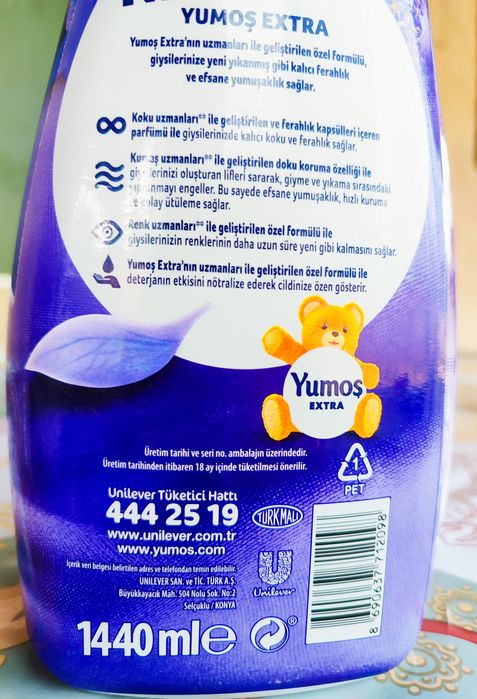 YUMOŞ EXTRA
Yumoş Extra'nın uzmanları ile geliştirilen özel formülü,
giysilerinize yeni yıkanmış gibi kalıcı ferahlık
ve efsane yumuşaklık sağlar.
Koku uzmanları** ile geliştirilen ve ferahlık kapsülleri içeren
parfümü ile giysilerinizde kalıcı koku ve ferahlık sağlar.
Kumaş uzmanları** ile geliştirilen doku koruma özelliği ile
giysilerinizi oluşturan lifleri sararak, giyme ve yıkama sırasındaki
yıpranmayı engeller. Bu sayede efsane yumuşaklık, hızlı kuruma
ve kolay ütüleme sağlar.
Renk uzmanları** ile geliştirilen özel formülü ile
giysilerinizin renklerinin daha uzun süre yeni gibi kalmasını sağlar.
Yumoş Extra'nın uzmanları ile geliştirilen özel formülü ile
deterjanın etkisini nötralize ederek cildinize özen gösterir.
Yumoş
EXTRA
Üretim tarihi ve seri no. ambalajın üzerindedir.
Üretim tarihinden itibaren 18 ay içinde tüketilmesi önerilir.
1
PET
Unilever Tüketici Hattı
444 25 19
www.unilever.com.tr
www.yumos.com
TÜRK MALI
İçerik veri belgesi belirtilen adres ve telefondan temin edilebilir.
UNILEVER SAN. ve TİC. TÜRK A.Ş.
Büyükkayacık Mah. 504 Nolu Sok. No:2
Selçuklu / KONYA
Unilever
1440 ml e
®
8 690637 712098